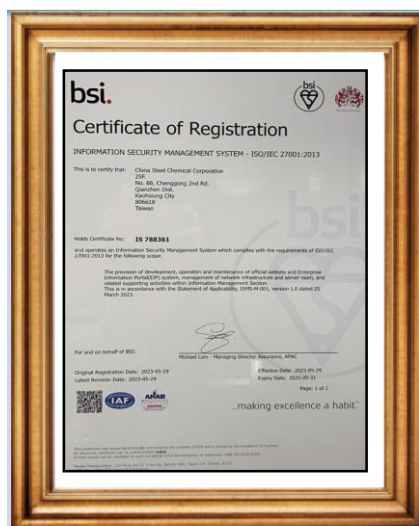 bsi.
bsi
Certificate of Registration
INFORMATION SECURITY MANAGEMENT SYSTEM - ISO/IEC 27001:2013
This is to certify that: China Steel Chemical Corporation
25F.
No. 88, Chenggong 2nd Rd.
Qianzhen Dist.
Kaohsiung City
806618
Taiwan
Holds Certificate No: IS 788361
and operates an Information Security Management System which complies with the requirements of ISO/IEC
27001:2013 for the following scope:
The provision of development, operation and maintenance of official website and Enterprise
Information Portal(EIP) system, management of network infrastructure and server room, and
related supporting activities within Information Management Section.
This is in accordance with the Statement of Applicability, ISMS-M-001, version 1.0 dated 25
March 2023.
For and on behalf of BSI:
Michael Lam - Managing Director Assurance, APAC
Original Registration Date: 2023-05-29
Effective Date: 2023-05-29
Latest Revision Date: 2023-05-29
Expiry Date: 2025-05-31
Page: 1 of 2
IAF
ANAB
...making excellence a habit.